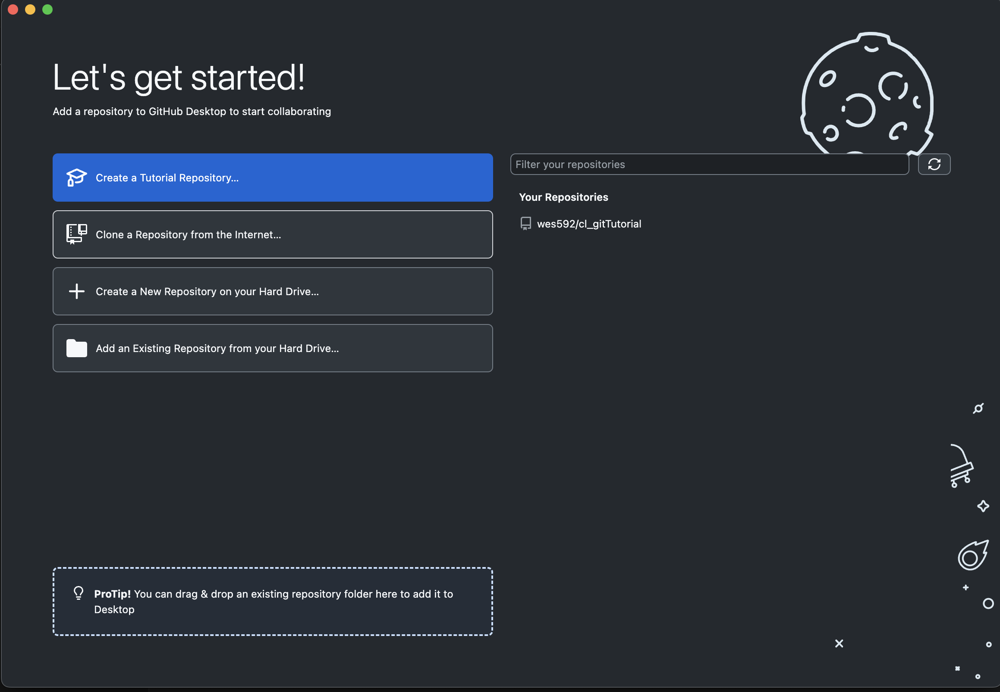 Let's get started!
Add a repository to GitHub Desktop to start collaborating
Create a Tutorial Repository...
Clone a Repository from the Internet...
Create a New Repository on your Hard Drive...
Add an Existing Repository from your Hard Drive...
Filter your repositories
Your Repositories
wes592/cl_gitTutorial
ProTip! You can drag & drop an existing repository folder here to add it to
Desktop